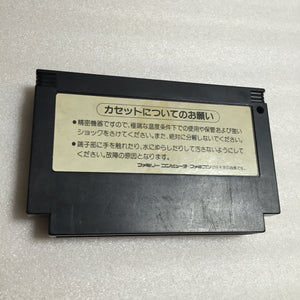 カセットについてのお願い
●精密機器ですので、極端な温度条件下での使用や保管および強い
ショックをさけてください。また、絶対に分解しないでください。
●端子部に手を触れたり、水にぬらしたりして汚さないようにして
ください。故障の原因となります。
ファミリーコンピュータ・ファミコンは任天堂の商標です。